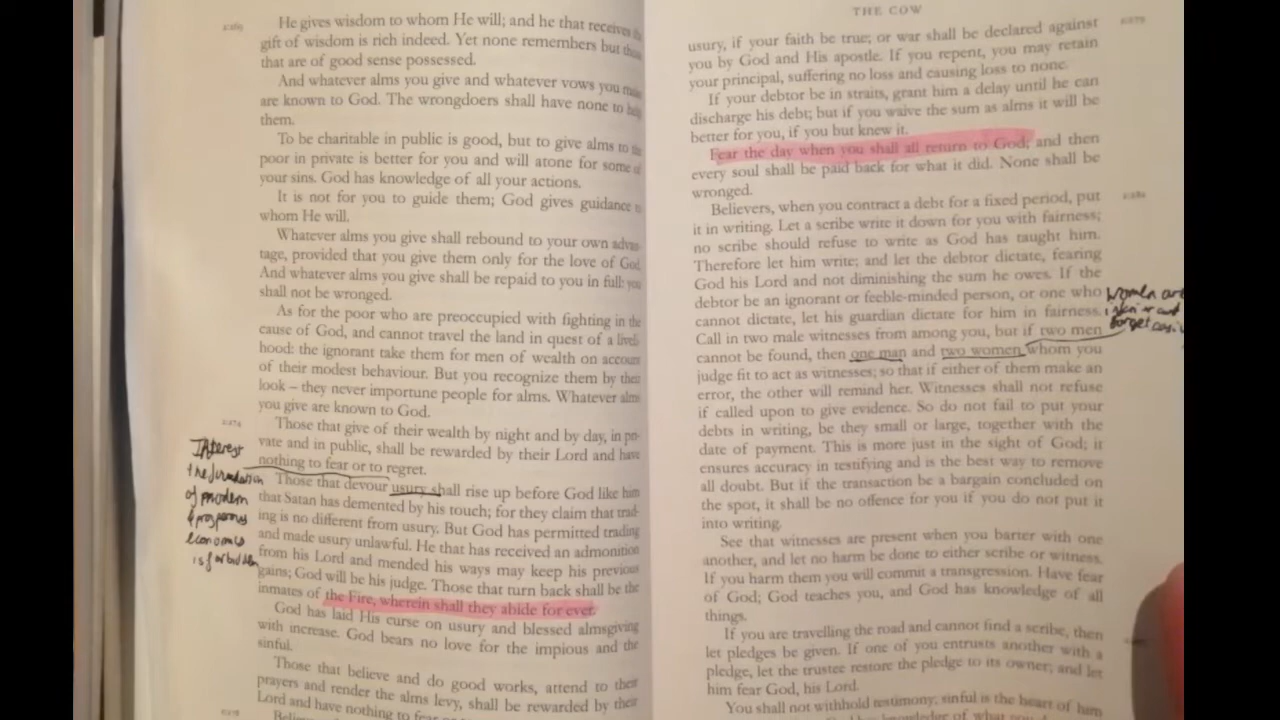 2:269
He gives wisdom to whom He will; and he that receives the
gift of wisdom is rich indeed. Yet none remembers but those
that are of good sense possessed.
And whatever alms you give and whatever vows you make
are known to God. The wrongdoers shall have none to help
them.
To be charitable in public is good, but to give alms to the
poor in private is better for you and will atone for some of
your sins. God has knowledge of all your actions.
It is not for you to guide them; God gives guidance to
whom He will.
Whatever alms you give shall rebound to your own advan-
tage, provided that you give them only for the love of God.
And whatever alms you give shall be repaid to you in full: you
shall not be wronged.
As for the poor who are preoccupied with fighting in the
cause of God, and cannot travel the land in quest of a liveli-
hood: the ignorant take them for men of wealth on account
of their modest behaviour. But you recognize them by their
look – they never importune people for alms. Whatever alms
you give are known to God.
2:274
Those that give of their wealth by night and by day, in pri-
vate and in public, shall be rewarded by their Lord and have
nothing to fear or to regret.
Those that devour usury shall rise up before God like him
that Satan has demented by his touch; for they claim that trad-
ing is no different from usury. But God has permitted trading
and made usury unlawful. He that has received an admonition
from his Lord and mended his ways may keep his previous
gains; God will be his judge. Those that turn back shall be the
inmates of the Fire, wherein shall they abide for ever.
God has laid His curse on usury and blessed almsgiving
with increase. God bears no love for the impious and the
sinful.
Those that believe and do good works, attend to their
prayers and render the alms levy, shall be rewarded by their
Lord and have nothing to fear
2:278
Interest
the foundation
of modern
& prosperous
economies
is forbidden
THE COW
2:279
usury, if your faith be true; or war shall be declared against
you by God and His apostle. If you repent, you may retain
your principal, suffering no loss and causing loss to none.
If your debtor be in straits, grant him a delay until he can
discharge his debt; but if you waive the sum as alms it will be
better for you, if you but knew it.
Fear the day when you shall all return to God; and then
every soul shall be paid back for what it did. None shall be
wronged.
2:282
Believers, when you contract a debt for a fixed period, put
it in writing. Let a scribe write it down for you with fairness;
no scribe should refuse to write as God has taught him.
Therefore let him write; and let the debtor dictate, fearing
God his Lord and not diminishing the sum he owes. If the
debtor be an ignorant or feeble-minded person, or one who
cannot dictate, let his guardian dictate for him in fairness.
Call in two male witnesses from among you, but if two men
cannot be found, then one man and two women whom you
judge fit to act as witnesses; so that if either of them make an
error, the other will remind her. Witnesses shall not refuse
if called upon to give evidence. So do not fail to put your
debts in writing, be they small or large, together with the
date of payment. This is more just in the sight of God; it
ensures accuracy in testifying and is the best way to remove
all doubt. But if the transaction be a bargain concluded on
the spot, it shall be no offence for you if you do not put it
into writing.
See that witnesses are present when you barter with one
another, and let no harm be done to either scribe or witness.
If you harm them you will commit a transgression. Have fear
of God; God teaches you, and God has knowledge of all
things.
If you are travelling the road and cannot find a scribe, then
let pledges be given. If one of you entrusts another with a
pledge, let the trustee restore the pledge to its owner; and let
him fear God, his Lord.
You shall not withhold testimony; sinful is the heart of him
women are
forget